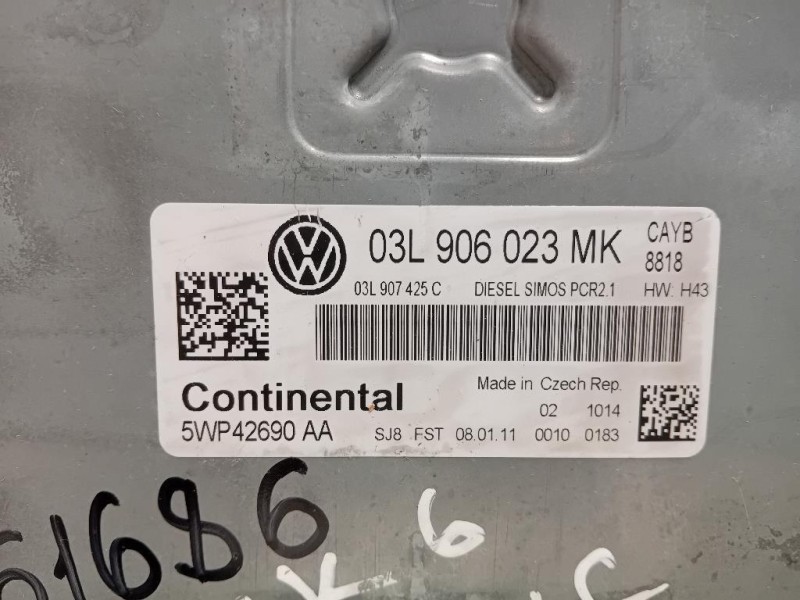 03L 906 023 MK
CAYB
8818
03L 907 425 C DIESEL SIMOS PCR2.1 HW: H43
Continental
Made in Czech Rep.
02 1014
5WP42690 AA SJ8 FST 08.01.11 0010 0183
61686
K 6